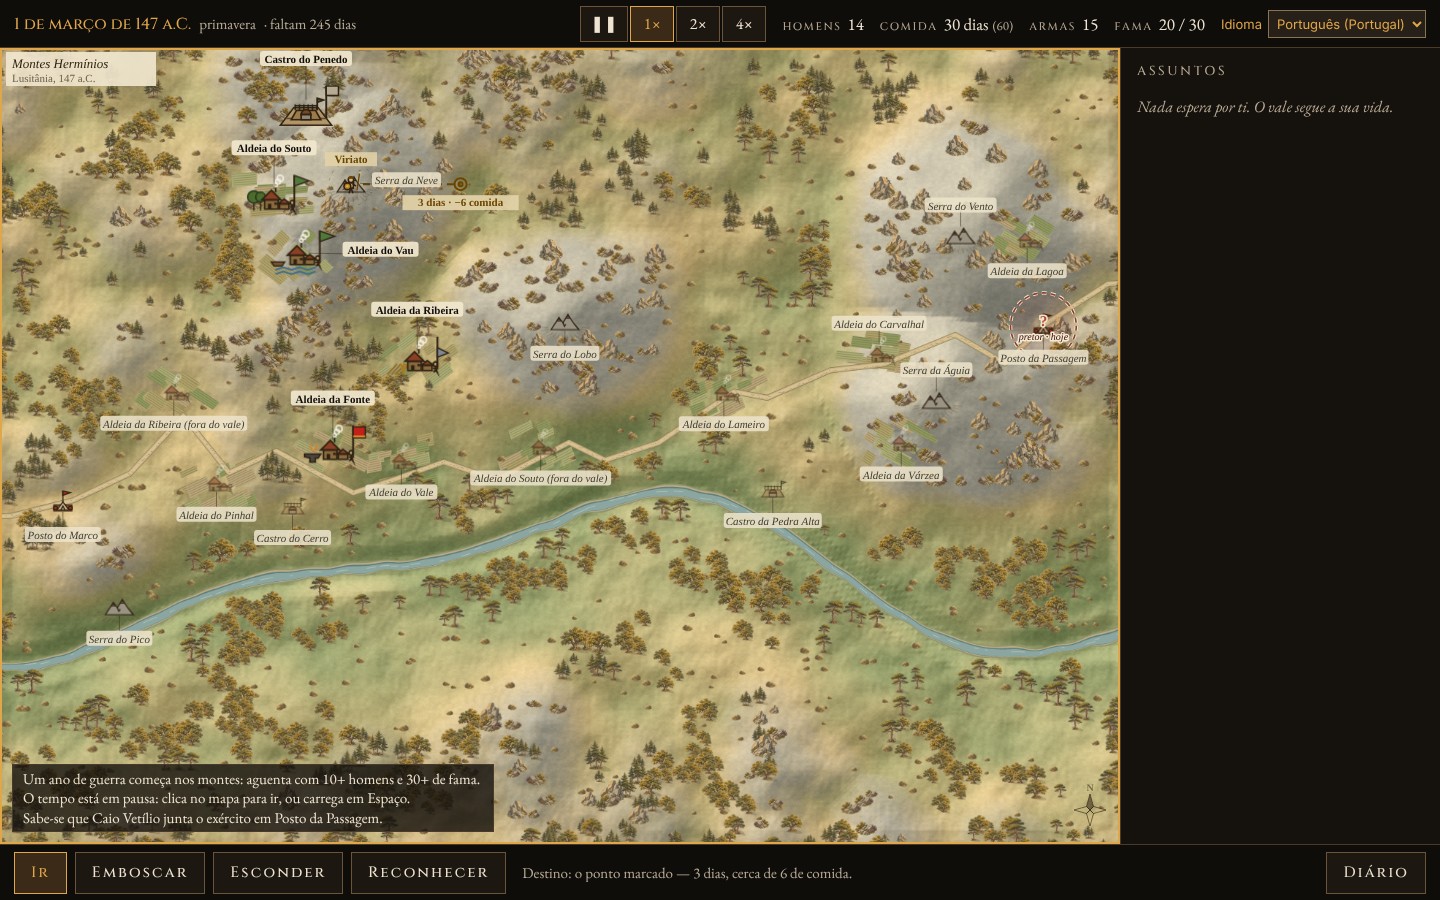 1 DE MARÇO DE 147 A.C. primavera · faltam 245 dias
1× 2× 4×
HOMENS 14 COMIDA 30 dias (60) ARMAS 15 FAMA 20 / 30
Idioma Português (Portugal)
Montes Hermínios
Lusitânia, 147 a.C.
ASSUNTOS
Nada espera por ti. O vale segue a sua vida.
Castro do Penedo
Aldeia do Souto
Viriato
Serra da Neve
3 dias · −6 comida
Aldeia do Vau
Serra do Vento
Aldeia da Lagoa
Aldeia da Ribeira
Aldeia do Carvalhal
?
pretor · hoje
Posto da Passagem
Serra do Lobo
Serra da Águia
Aldeia da Fonte
Aldeia da Ribeira (fora do vale)
Aldeia do Lameiro
Aldeia do Souto (fora do vale)
Aldeia da Várzea
Aldeia do Vale
Aldeia do Pinhal
Castro da Pedra Alta
Posto do Marco
Castro do Cerro
Serra do Pico
Um ano de guerra começa nos montes: aguenta com 10+ homens e 30+ de fama.
O tempo está em pausa: clica no mapa para ir, ou carrega em Espaço.
Sabe-se que Caio Vetílio junta o exército em Posto da Passagem.
N
IR EMBOSCAR ESCONDER RECONHECER Destino: o ponto marcado — 3 dias, cerca de 6 de comida. DIÁRIO